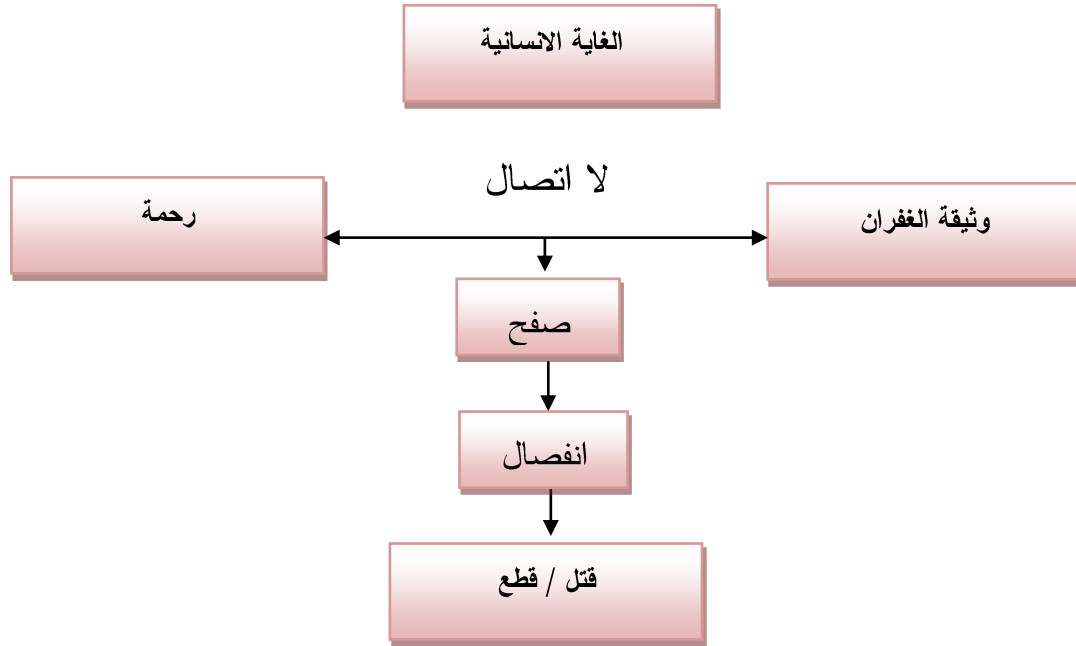 الغاية الانسانية
لا اتصال
وثيقة الغفران
رحمة
صفح
انفصال
قتل / قطع